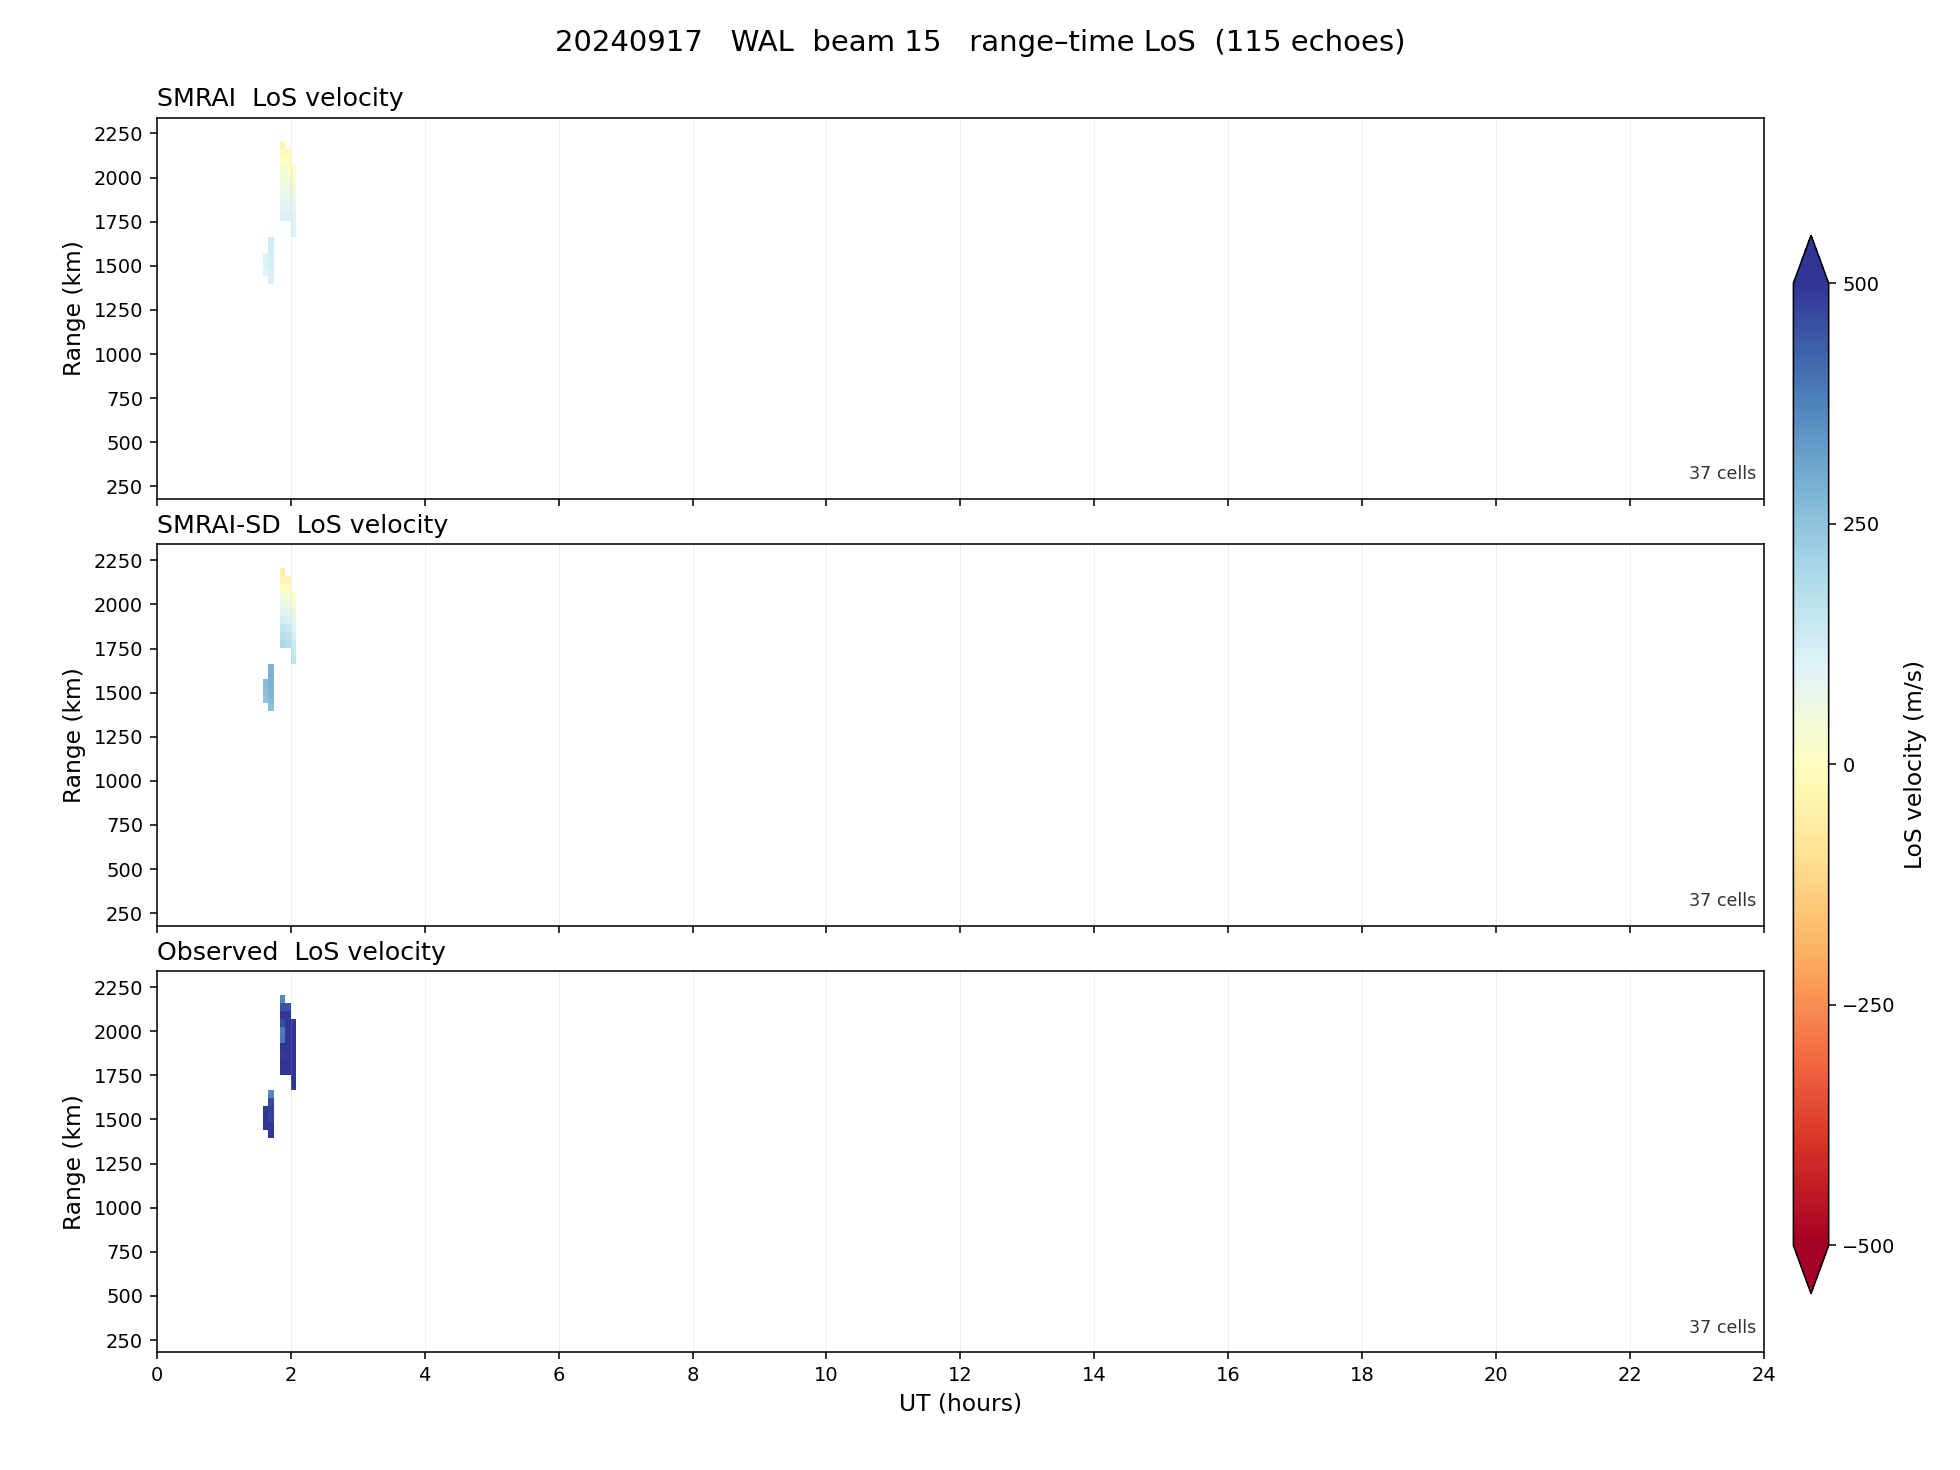 20240917   WAL  beam 15   range–time LoS  (115 echoes)
SMRAI  LoS velocity
Range (km)
2250
2000
1750
1500
1250
1000
750
500
250
37 cells
SMRAI-SD  LoS velocity
Range (km)
2250
2000
1750
1500
1250
1000
750
500
250
37 cells
Observed  LoS velocity
Range (km)
2250
2000
1750
1500
1250
1000
750
500
250
37 cells
0 2 4 6 8 10 12 14 16 18 20 22 24
UT (hours)
500
250
0
−250
−500
LoS velocity (m/s)